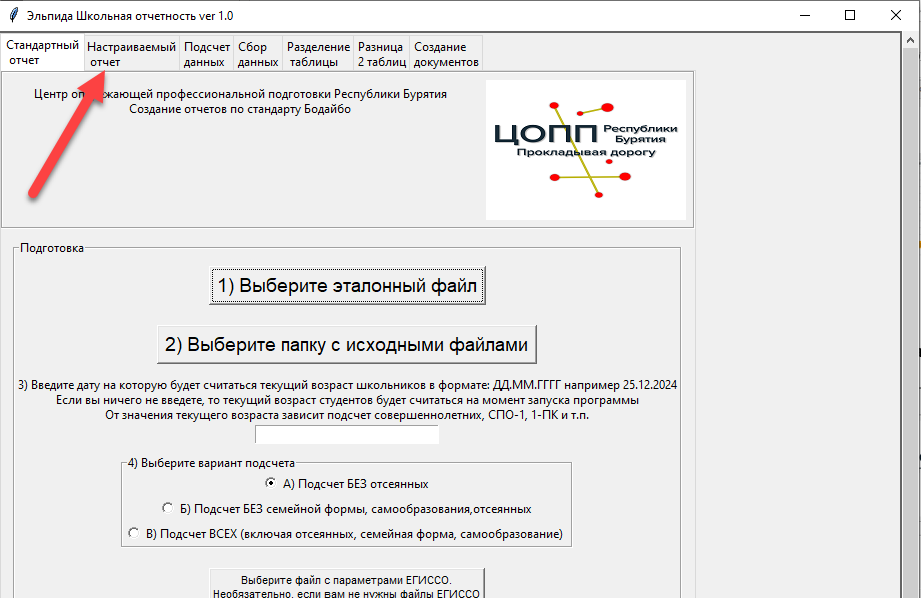 Эльпида Школьная отчетность ver 1.0
Стандартный отчет
Настраиваемый отчет
Подсчет данных
Сбор данных
Разделение таблицы
Разница 2 таблиц
Создание документов
Центр профессиональной подготовки Республики Бурятия
Создание отчетов по стандарту Бодайбо
ЦОПП Республики Бурятия
Прокладывая дорогу
Подготовка
1) Выберите эталонный файл
2) Выберите папку с исходными файлами
3) Введите дату на которую будет считаться текущий возраст школьников в формате: ДД.ММ.ГГГГ например 25.12.2024
Если вы ничего не введете, то текущий возраст студентов будет считаться на момент запуска программы
От значения текущего возраста зависит подсчет совершеннолетних, СПО-1, 1-ПК и т.п.
4) Выберите вариант подсчета
А) Подсчет БЕЗ отсеянных
Б) Подсчет БЕЗ семейной формы, самообразования,отсеянных
В) Подсчет ВСЕХ (включая отсеянных, семейная форма, самообразование)
Выберите файл с параметрами ЕГИССО.
Необязательно, если вам не нужны файлы ЕГИССО